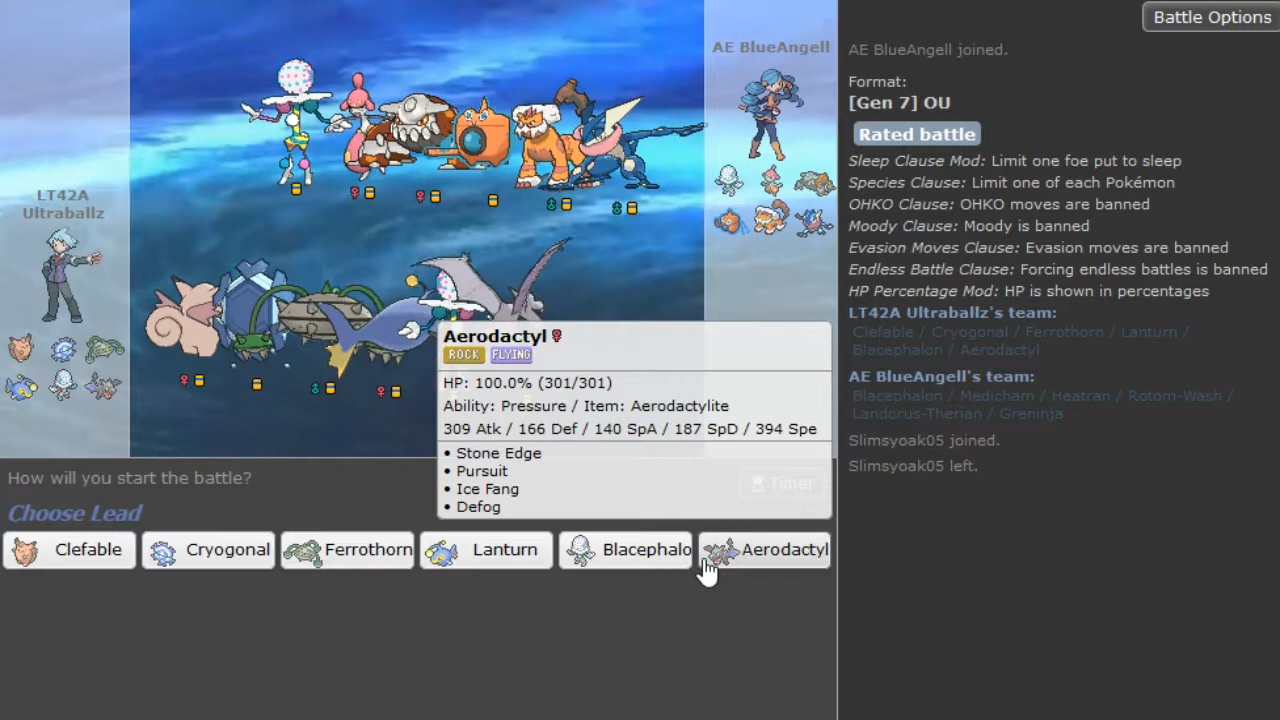 Battle Options
AE BlueAngell
LT42A
Ultraballz
Aerodactyl
ROCK FLYING
HP: 100.0% (301/301)
Ability: Pressure / Item: Aerodactylite
309 Atk / 166 Def / 140 SpA / 187 SpD / 394 Spe
• Stone Edge
• Pursuit
• Ice Fang
• Defog
How will you start the battle?
Timer
Choose Lead
Clefable
Cryogonal
Ferrothorn
Lanturn
Blacephalo
Aerodactyl
AE BlueAngell joined.
Format:
[Gen 7] OU
Rated battle
Sleep Clause Mod: Limit one foe put to sleep
Species Clause: Limit one of each Pokémon
OHKO Clause: OHKO moves are banned
Moody Clause: Moody is banned
Evasion Moves Clause: Evasion moves are banned
Endless Battle Clause: Forcing endless battles is banned
HP Percentage Mod: HP is shown in percentages
LT42A Ultraballz's team:
Clefable / Cryogonal / Ferrothorn / Lanturn /
Blacephalon / Aerodactyl
AE BlueAngell's team:
Blacephalon / Medicham / Heatran / Rotom-Wash /
Landorus-Therian / Greninja
Slimsyoak05 joined.
Slimsyoak05 left.